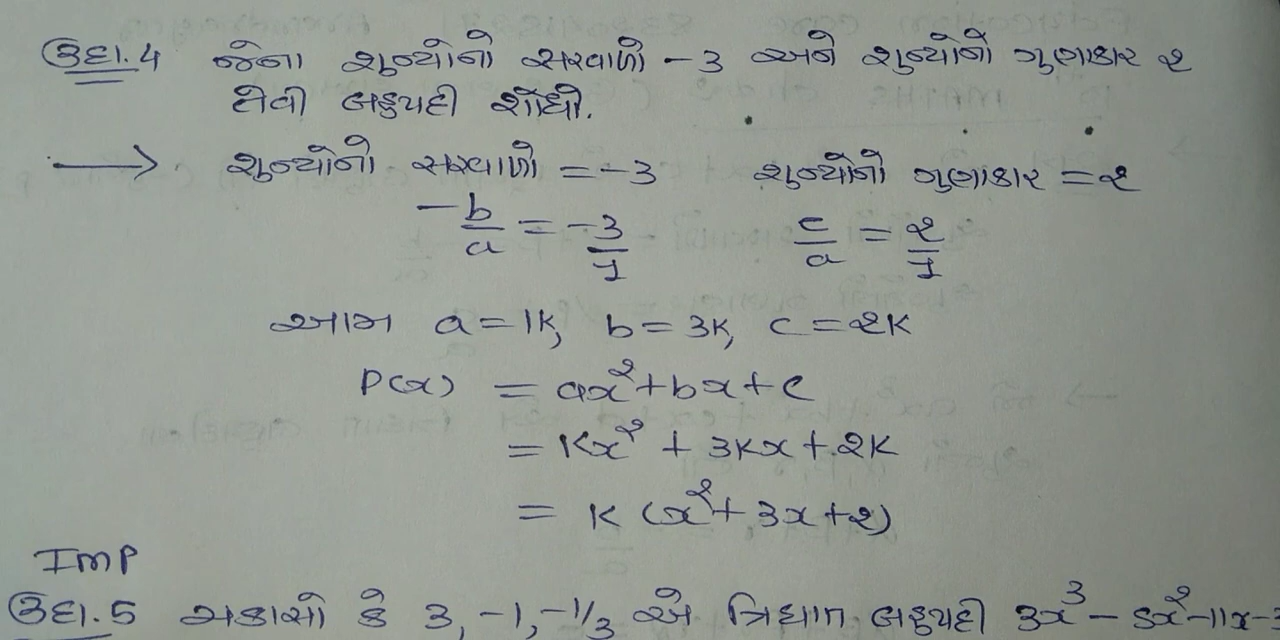 ઉદા.4 જેના શુન્યોનો સરવાળો -3 અને શુન્યોનો ગુણાકાર ૨
તેવી બહુપદી શોધો.
→ શુન્યોનો સરવાળો = -3 શુન્યોનો ગુણાકાર = ૨
-b/a = -3/1 c/a = ૨/1
આમ a = 1k, b = 3k, c = ૨k
P(x) = ax² + bx + c
= kx² + 3kx + ૨k
= k (x² + 3x + ૨)
IMP
ઉદા.5 ચકાસો કે 3, -1, -1/3 એ ત્રિઘાત બહુપદી 3x³ - 5x² - 11x - 3